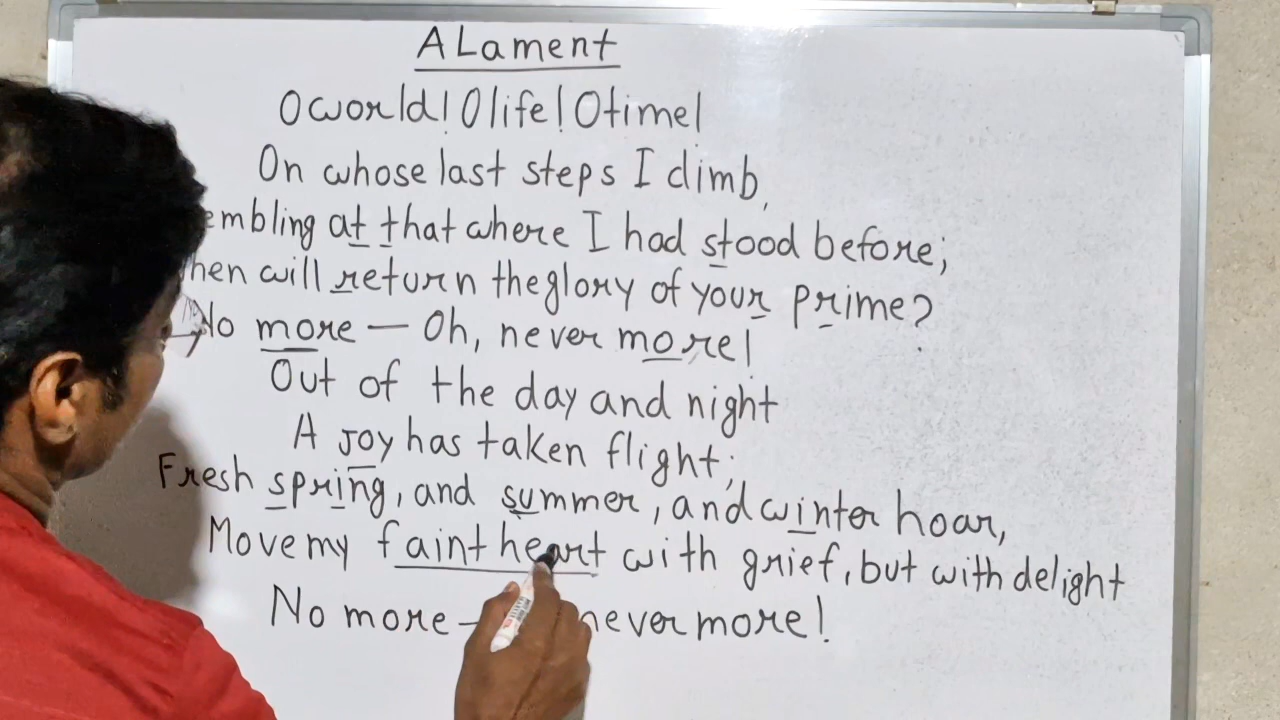 A Lament
O world! O life! O time!
On whose last steps I climb,
embling at that where I had stood before;
hen will return the glory of your prime?
No more — Oh, never more!
Out of the day and night
A joy has taken flight;
Fresh spring, and summer, and winter hoar,
Move my faint heart with grief, but with delight
No more — never more!